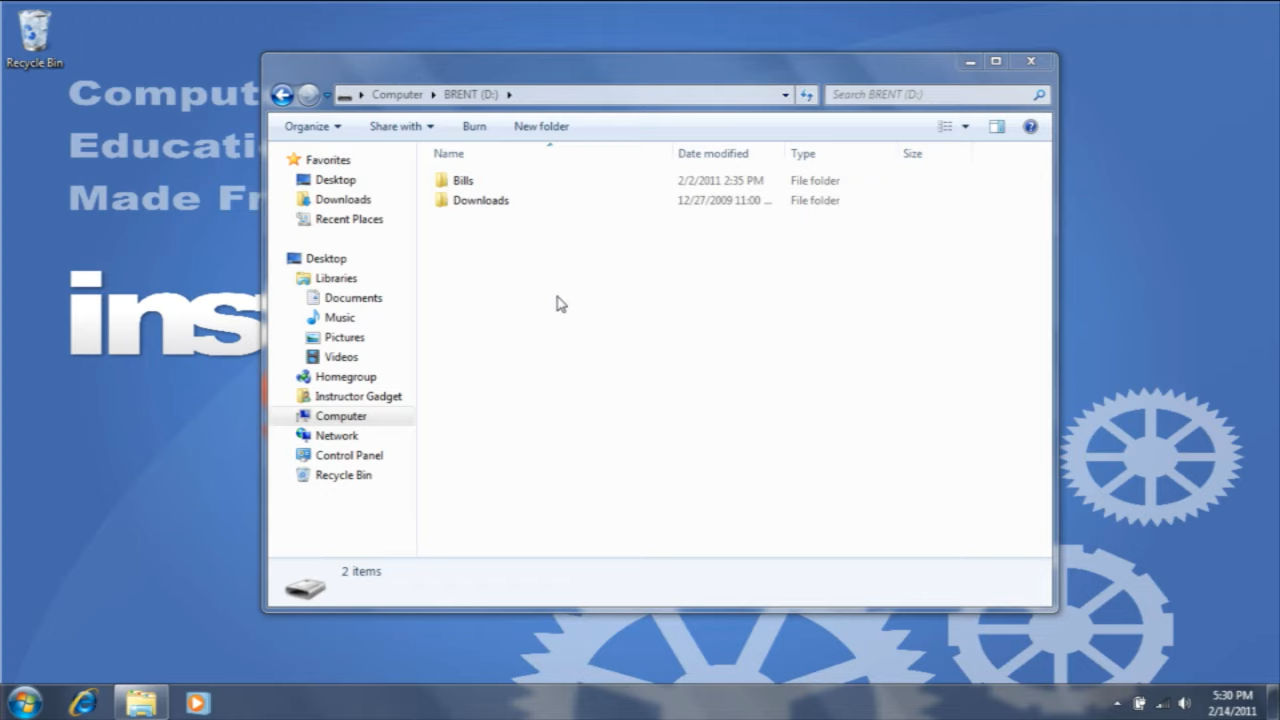 Recycle Bin
Comput
Educati
Made Fr
ins
Computer BRENT (D:)
Search BRENT (D:)
Organize Share with Burn New folder
Name Date modified Type Size
Bills 2/2/2011 2:35 PM File folder
Downloads 12/27/2009 11:00 ... File folder
Favorites
Desktop
Downloads
Recent Places
Desktop
Libraries
Documents
Music
Pictures
Videos
Homegroup
Instructor Gadget
Computer
Network
Control Panel
Recycle Bin
2 items
5:30 PM
2/14/2011